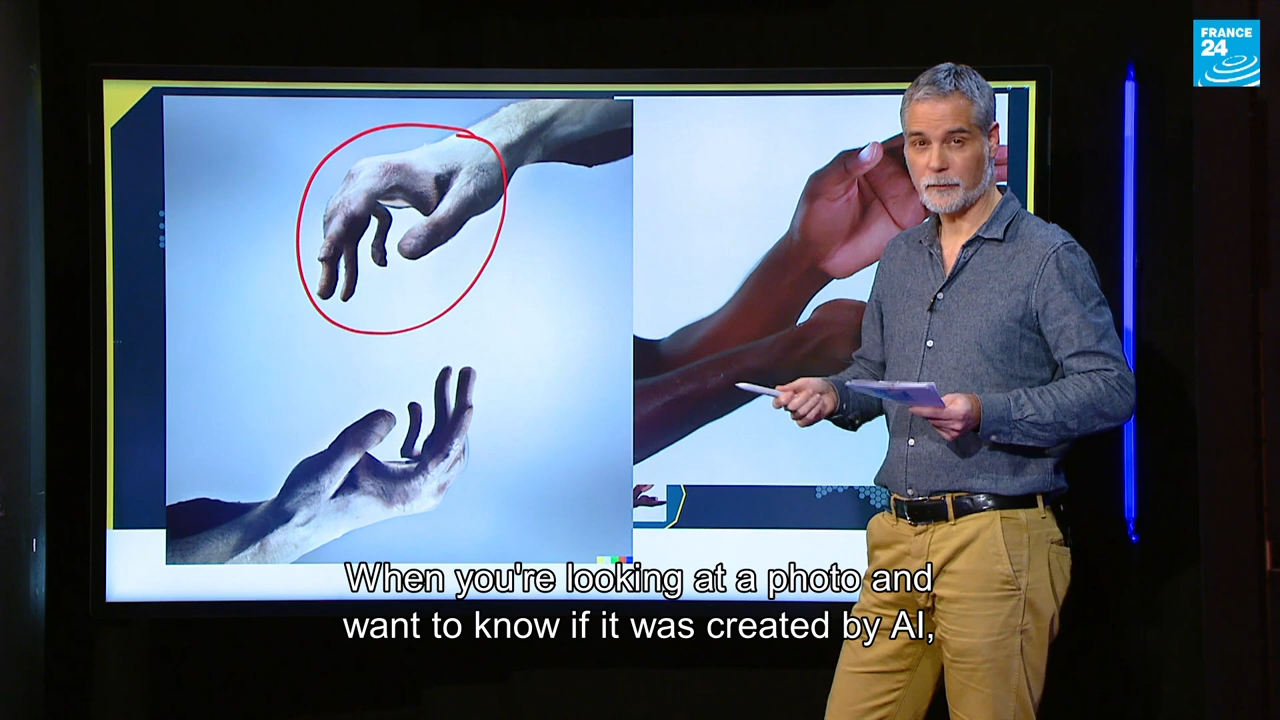 FRANCE
24
When you're looking at a photo and
want to know if it was created by AI,